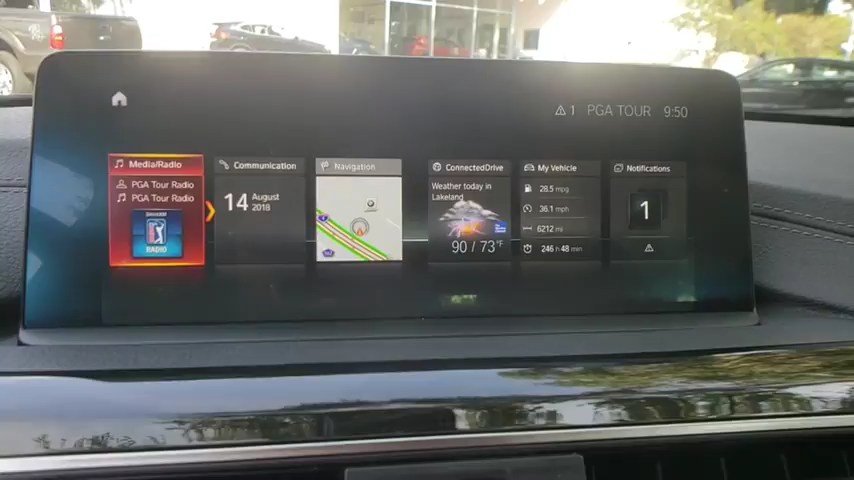 ⚠ 1 PGA TOUR 9:50
Media/Radio
PGA Tour Radio
PGA Tour Radio
RADIO
Communication
14 August
2018
Navigation
ConnectedDrive
Weather today in
Lakeland
90 / 73°F
My Vehicle
28.5 mpg
36.1 mph
6212 mi
246 h 48 min
Notifications
1